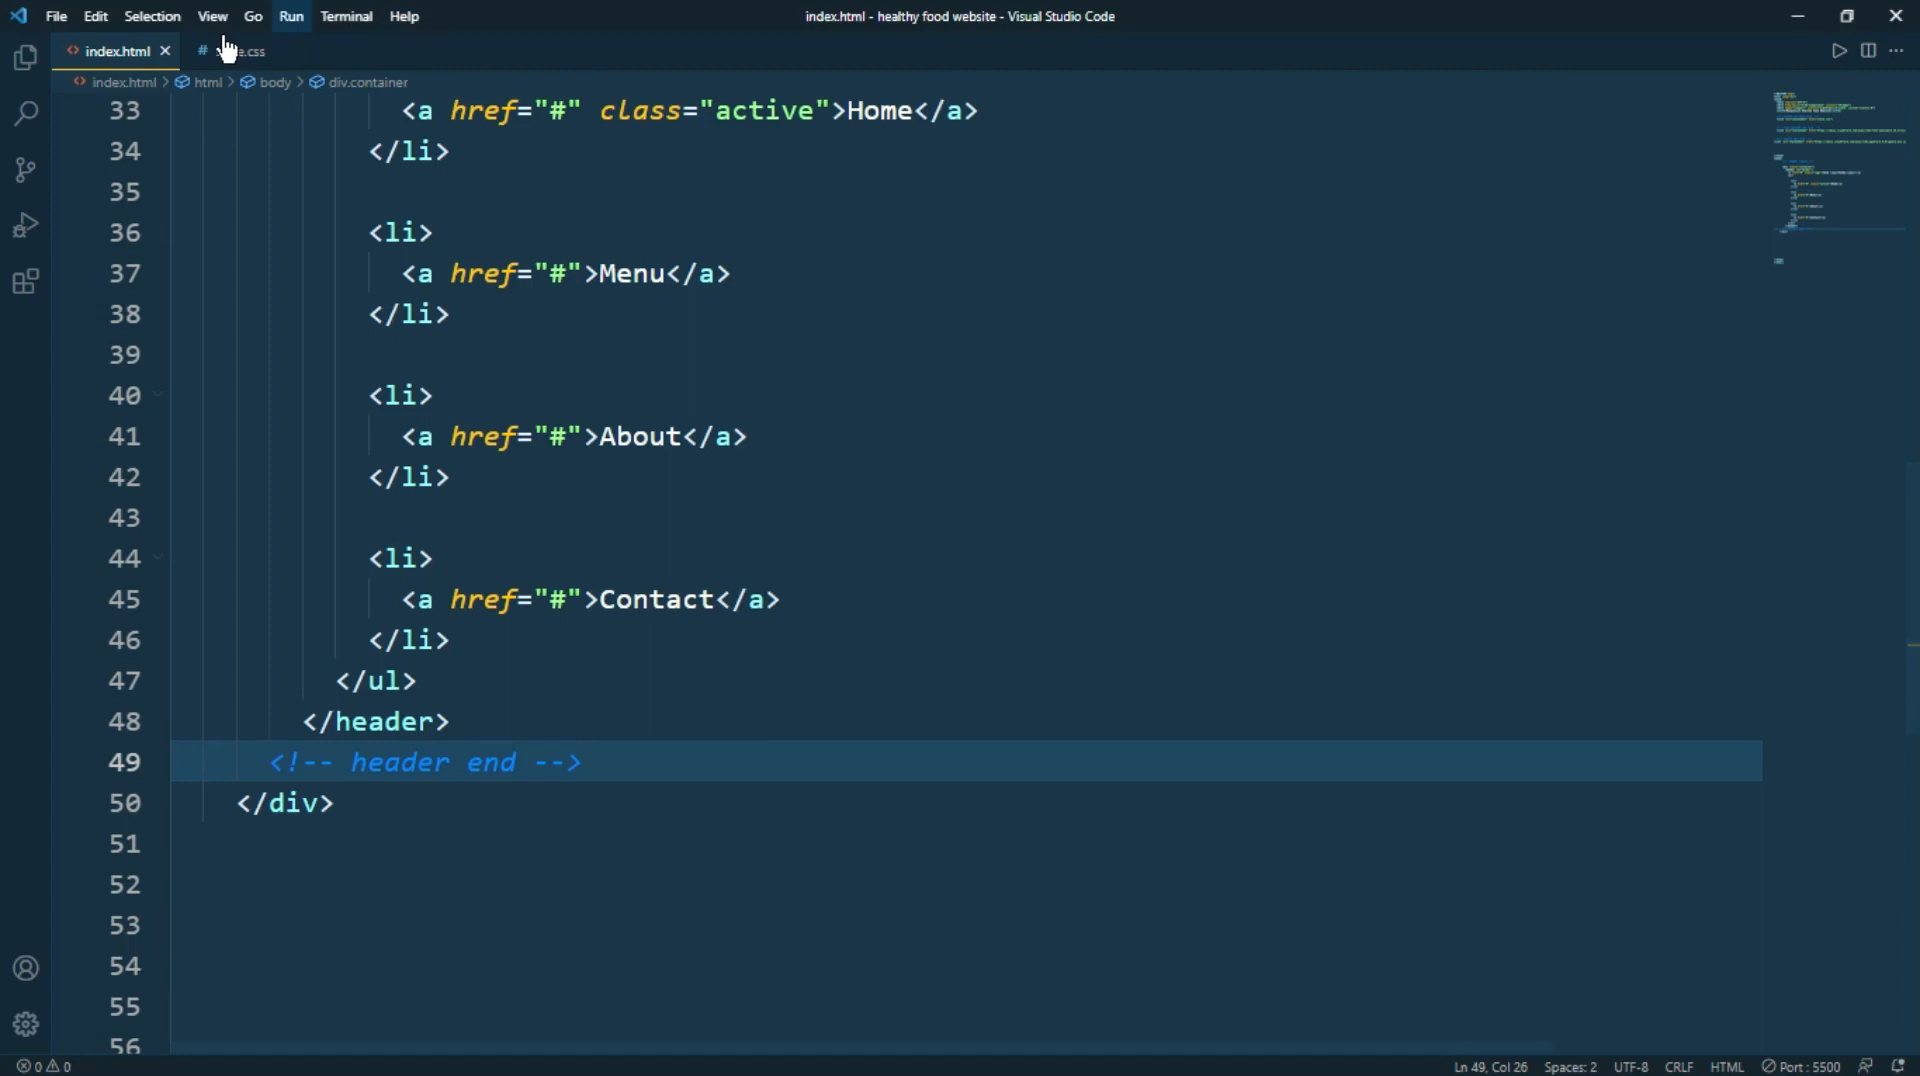 File Edit Selection View Go Run Terminal Help index.html - healthy food website - Visual Studio Code
index.html # .css
index.html > html > body > div.container
33 <a href="#" class="active">Home</a>
34 </li>
35
36 <li>
37 <a href="#">Menu</a>
38 </li>
39
40 <li>
41 <a href="#">About</a>
42 </li>
43
44 <li>
45 <a href="#">Contact</a>
46 </li>
47 </ul>
48 </header>
49 <!-- header end -->
50 </div>
51
52
53
54
55
56
0 0 Ln 49, Col 26 Spaces: 2 UTF-8 CRLF HTML Port : 5500